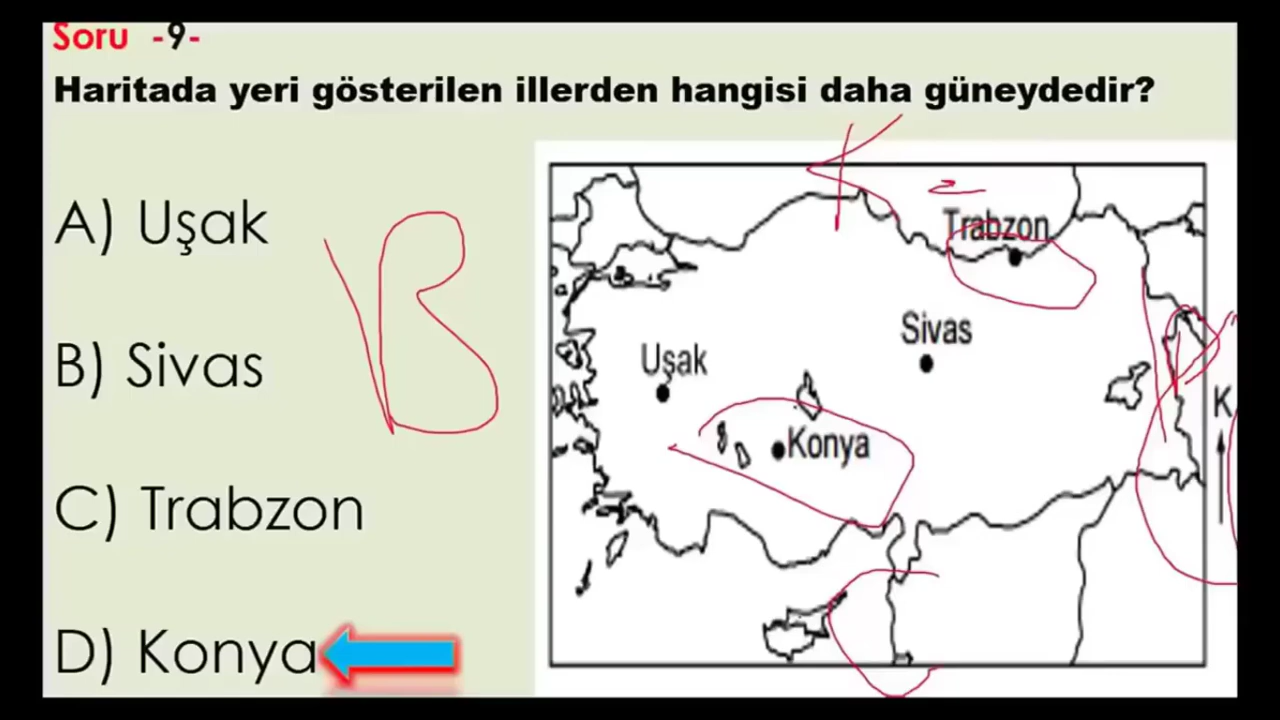 Soru -9-
Haritada yeri gösterilen illerden hangisi daha güneydedir?
A) Uşak
B) Sivas
C) Trabzon
D) Konya
B
K
Trabzon
Sivas
Uşak
Konya
K